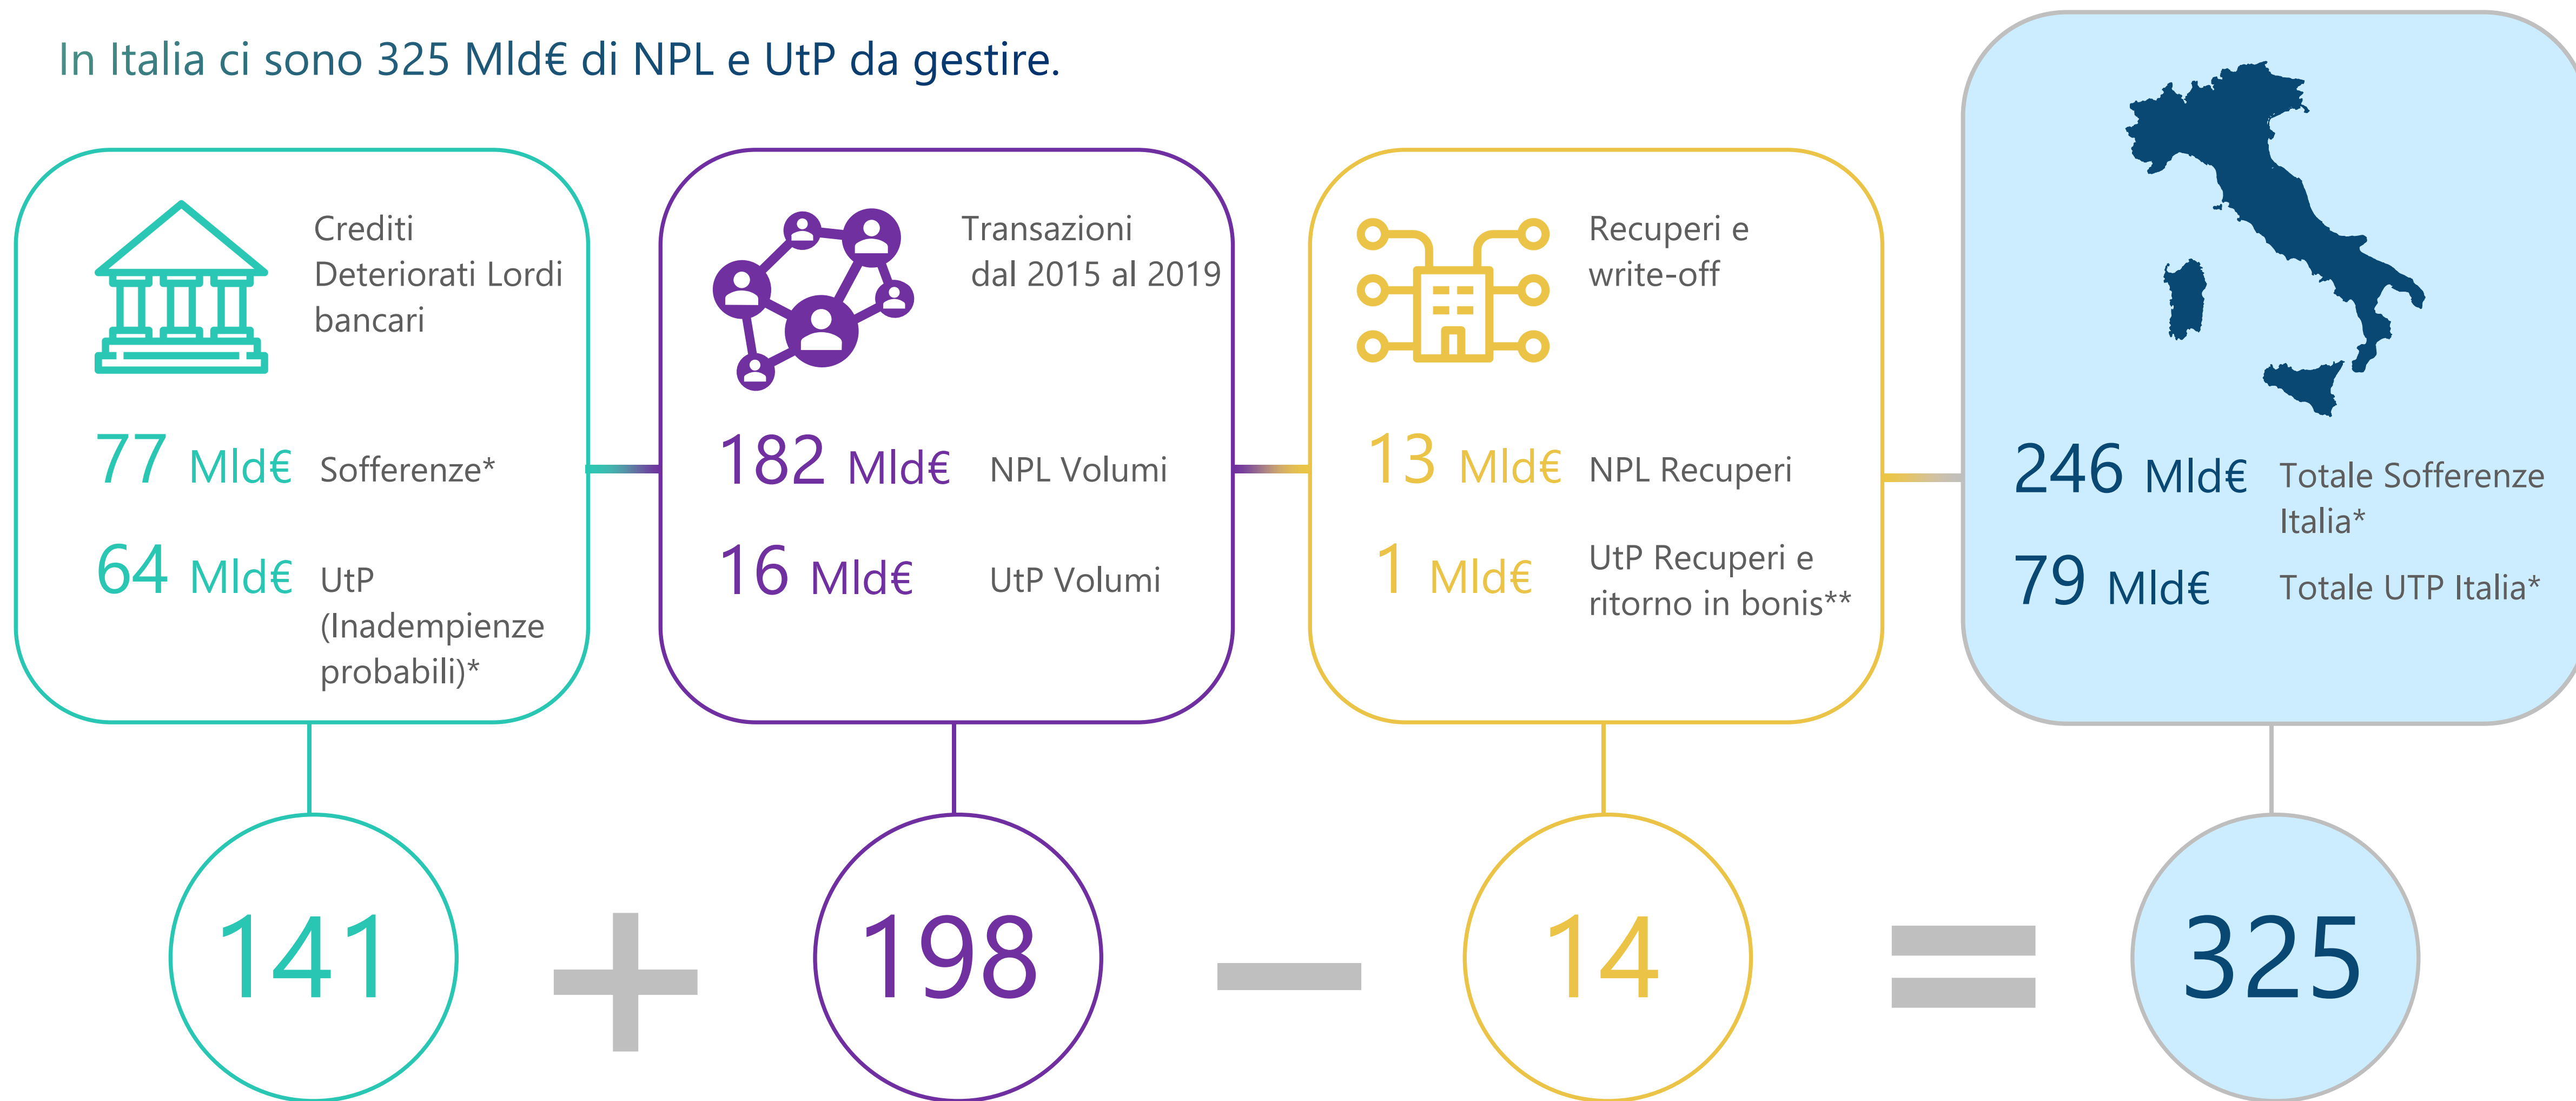 In Italia ci sono 325 Mld€ di NPL e UtP da gestire.
Crediti
Deteriorati Lordi
bancari
77 Mld€ Sofferenze*
64 Mld€ UtP
(Inadempienze
probabili)*
Transazioni
dal 2015 al 2019
182 Mld€ NPL Volumi
16 Mld€ UtP Volumi
Recuperi e
write-off
13 Mld€ NPL Recuperi
1 Mld€ UtP Recuperi e
ritorno in bonis**
246 Mld€ Totale Sofferenze
Italia*
79 Mld€ Totale UTP Italia*
141 + 198 – 14 = 325